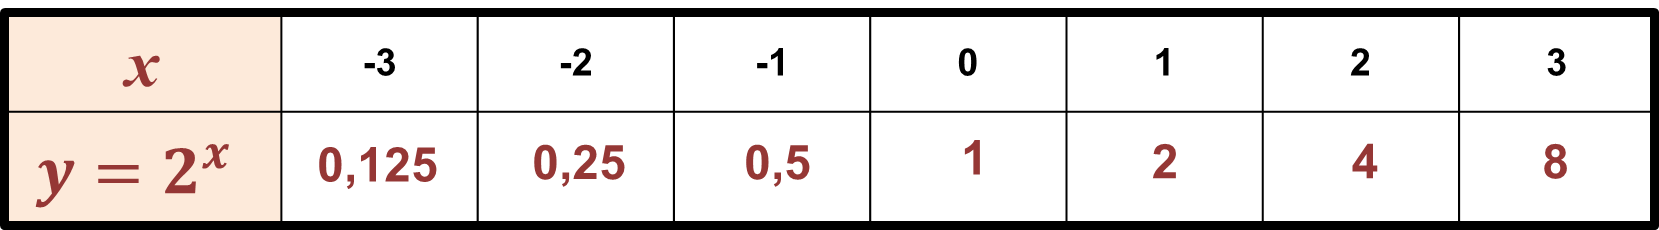 x -3 -2 -1 0 1 2 3
y = 2^x 0,125 0,25 0,5 1 2 4 8